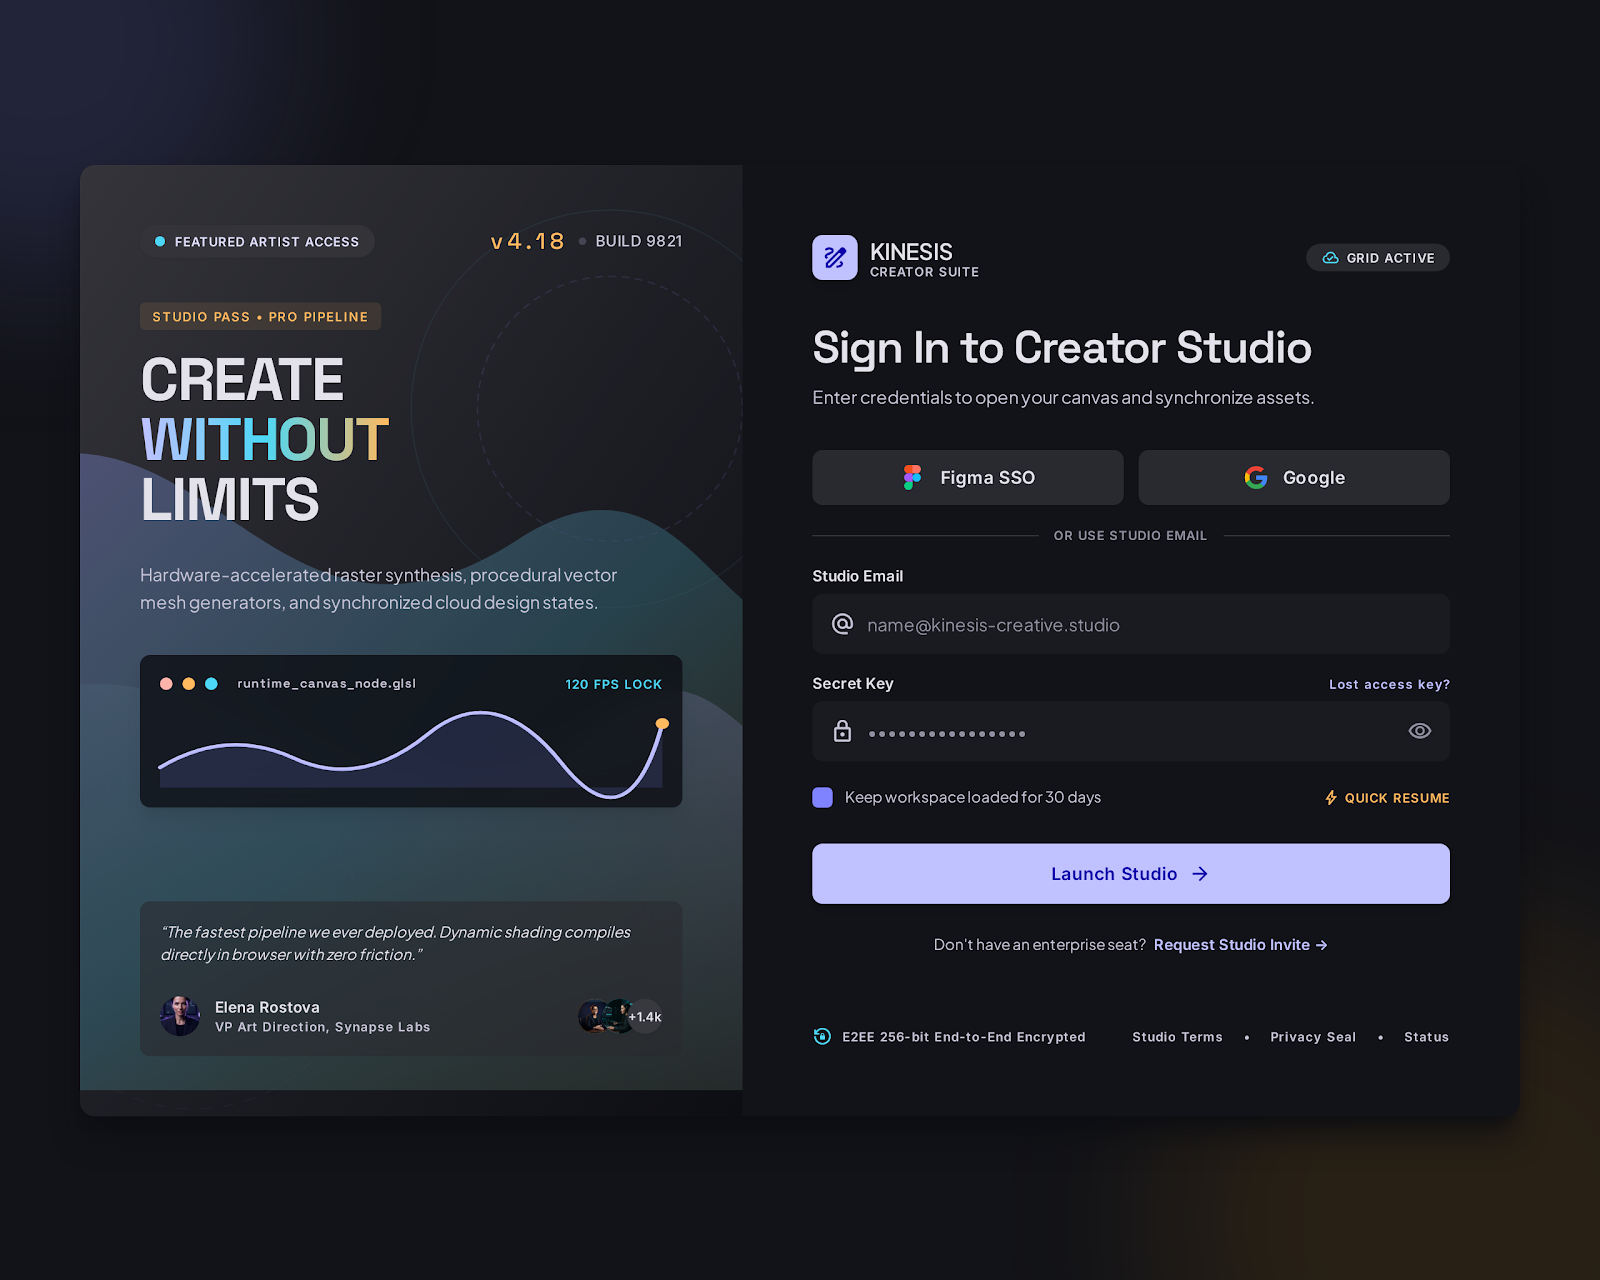 FEATURED ARTIST ACCESS
v4.18 • BUILD 9821
STUDIO PASS • PRO PIPELINE
CREATE
WITHOUT
LIMITS
Hardware-accelerated raster synthesis, procedural vector
mesh generators, and synchronized cloud design states.
runtime_canvas_node.glsl
120 FPS LOCK
“The fastest pipeline we ever deployed. Dynamic shading compiles
directly in browser with zero friction.”
Elena Rostova
VP Art Direction, Synapse Labs
+1.4k
KINESIS
CREATOR SUITE
GRID ACTIVE
Sign In to Creator Studio
Enter credentials to open your canvas and synchronize assets.
Figma SSO
Google
OR USE STUDIO EMAIL
Studio Email
name@kinesis-creative.studio
Secret Key
Lost access key?
••••••••••••••••
Keep workspace loaded for 30 days
QUICK RESUME
Launch Studio →
Don't have an enterprise seat? Request Studio Invite →
E2EE 256-bit End-to-End Encrypted
Studio Terms • Privacy Seal • Status